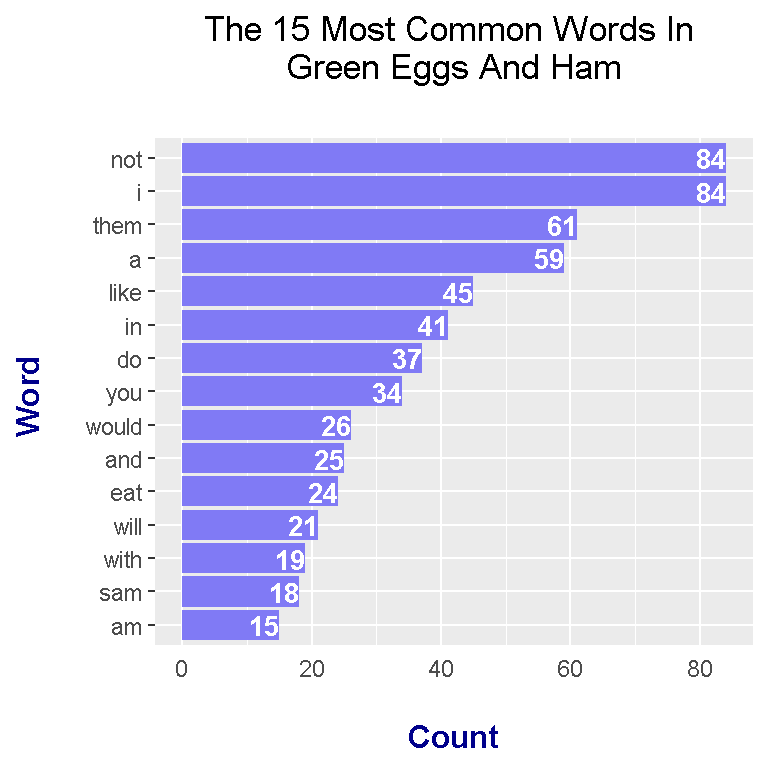 The 15 Most Common Words In
Green Eggs And Ham
Word
not 84
i 84
them 61
a 59
like 45
in 41
do 37
you 34
would 26
and 25
eat 24
will 21
with 19
sam 18
am 15
0 20 40 60 80
Count